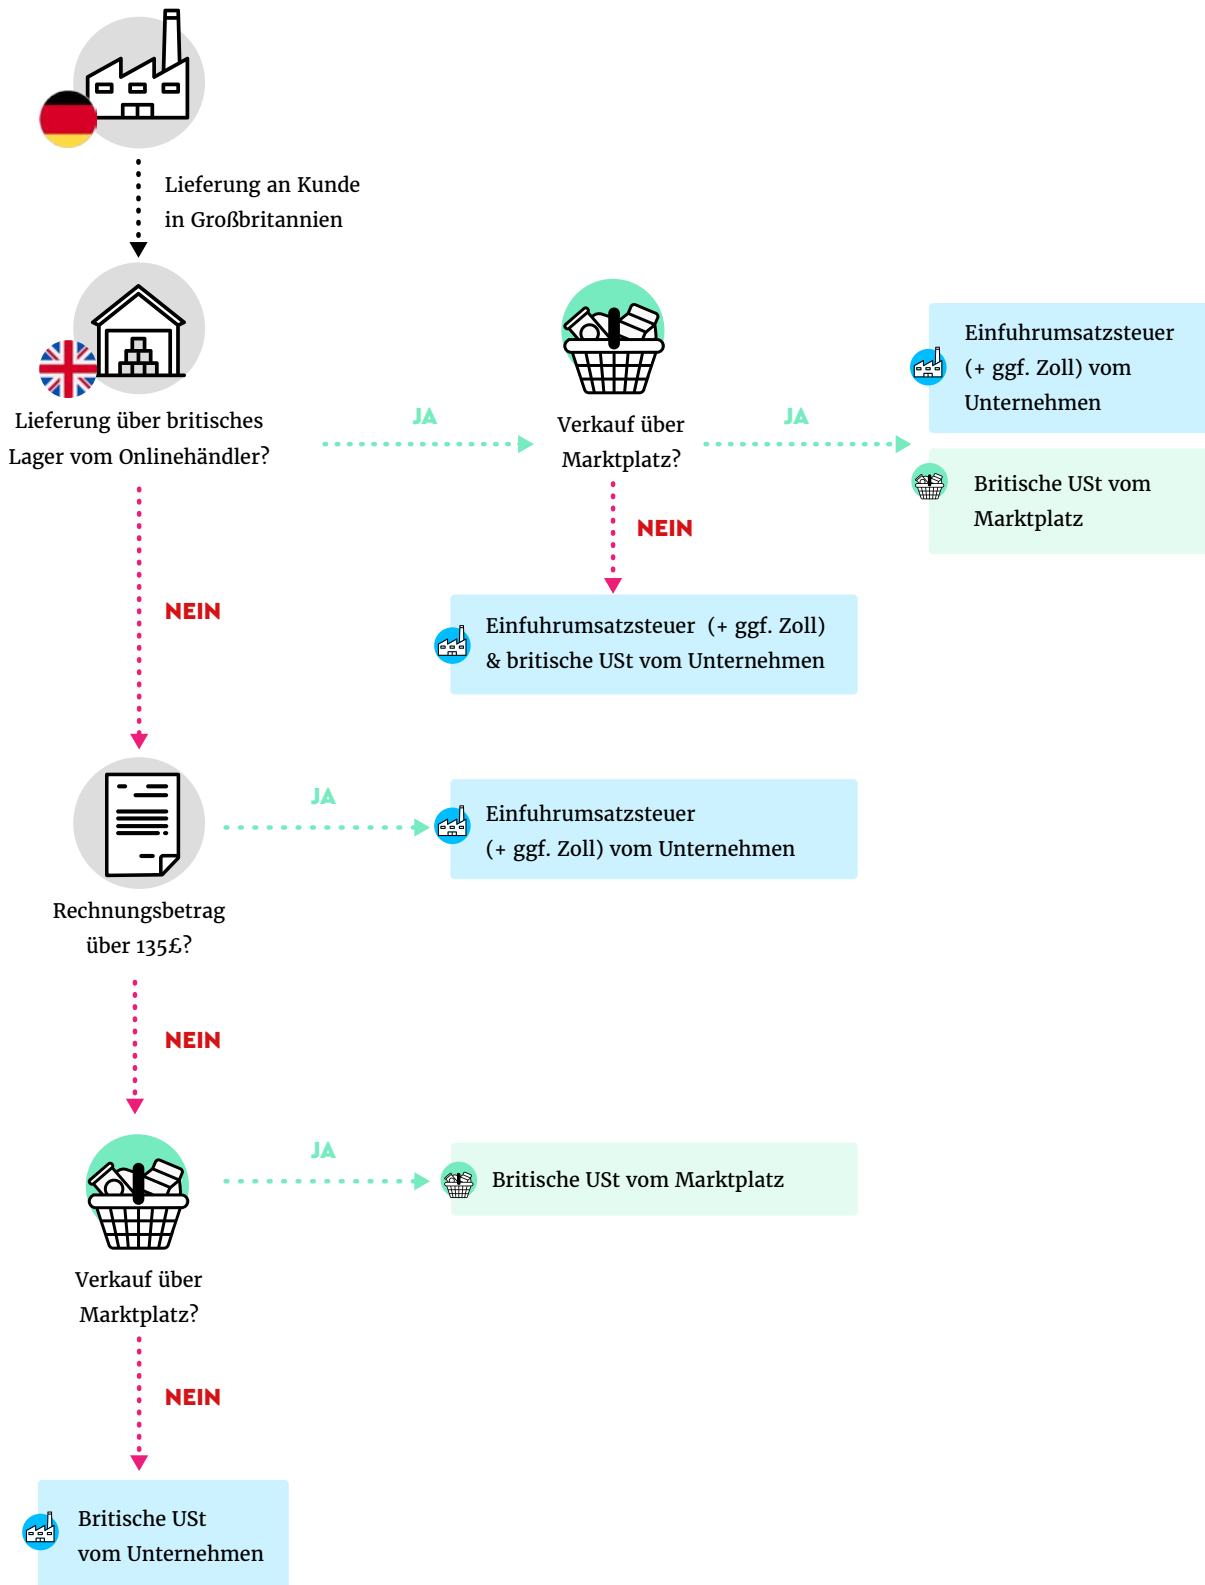 Lieferung an Kunde
in Großbritannien
Lieferung über britisches
Lager vom Onlinehändler?
JA
Verkauf über
Marktplatz?
JA
Einfuhrumsatzsteuer
(+ ggf. Zoll) vom
Unternehmen
Britische USt vom
Marktplatz
NEIN
Einfuhrumsatzsteuer (+ ggf. Zoll)
& britische USt vom Unternehmen
NEIN
Rechnungsbetrag
über 135£?
JA
Einfuhrumsatzsteuer
(+ ggf. Zoll) vom Unternehmen
NEIN
Verkauf über
Marktplatz?
JA
Britische USt vom Marktplatz
NEIN
Britische USt
vom Unternehmen